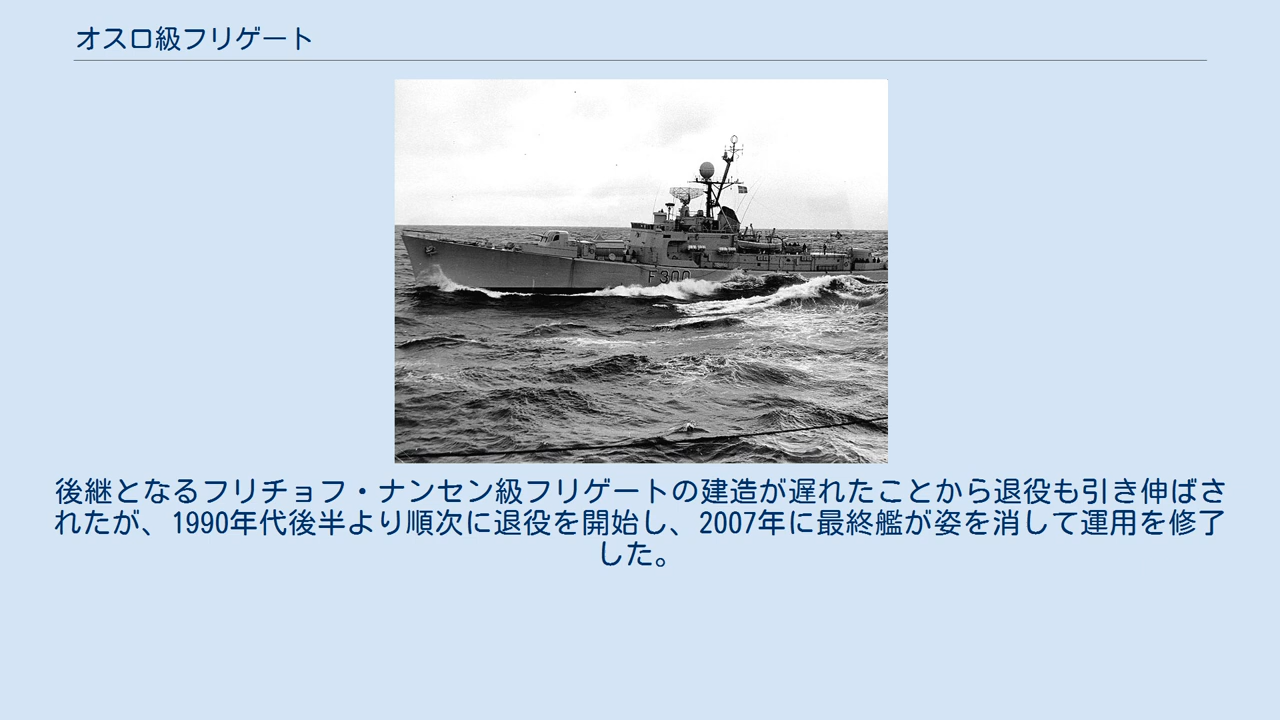 オスロ級フリゲート
F300
後継となるフリチョフ・ナンセン級フリゲートの建造が遅れたことから退役も引き伸ばさ
れたが、1990年代後半より順次に退役を開始し、2007年に最終艦が姿を消して運用を修了
した。